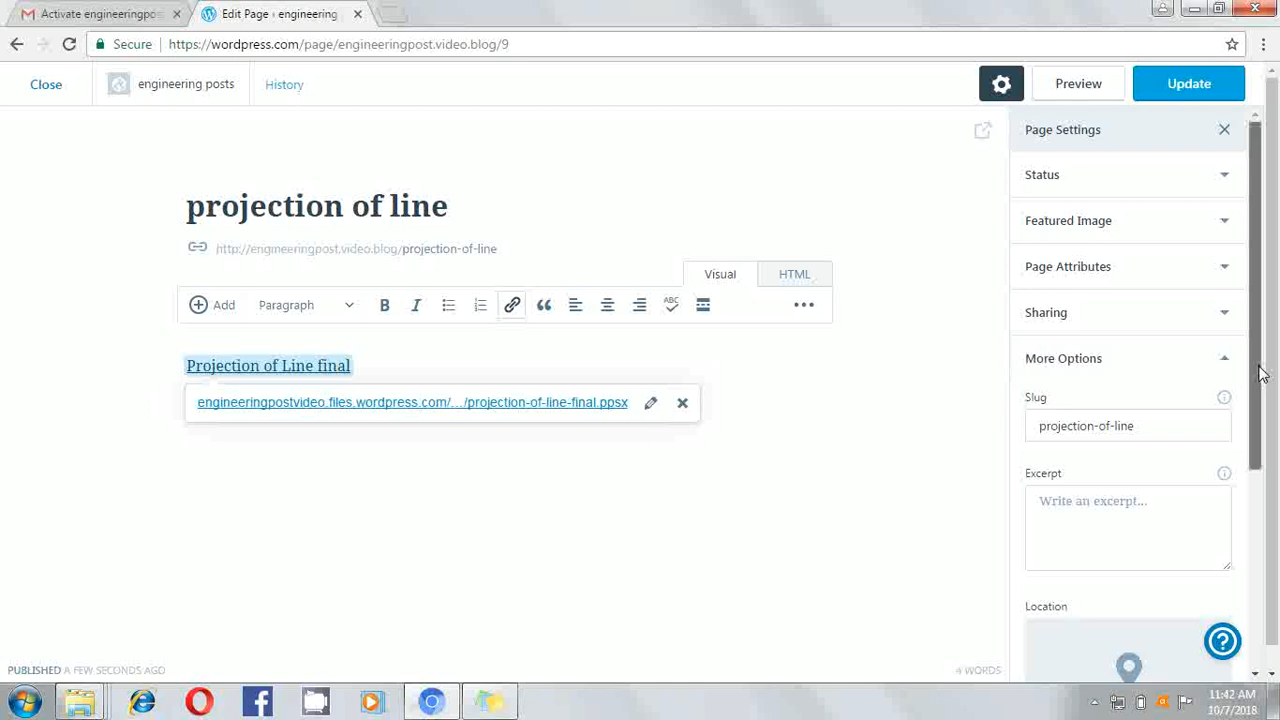 Activate engineeringpos
Edit Page ‹ engineering
Secure
https://wordpress.com/page/engineeringpost.video.blog/9
Close
engineering posts
History
Preview
Update
Page Settings
Status
projection of line
Featured Image
http://engineeringpost.video.blog/projection-of-line
Page Attributes
Visual
HTML
Add
Paragraph
B
I
ABC
Sharing
Projection of Line final
More Options
engineeringpostvideo.files.wordpress.com/…/projection-of-line-final.ppsx
Slug
projection-of-line
Excerpt
Write an excerpt...
Location
PUBLISHED A FEW SECONDS AGO
4 WORDS
11:42 AM
10/7/2018